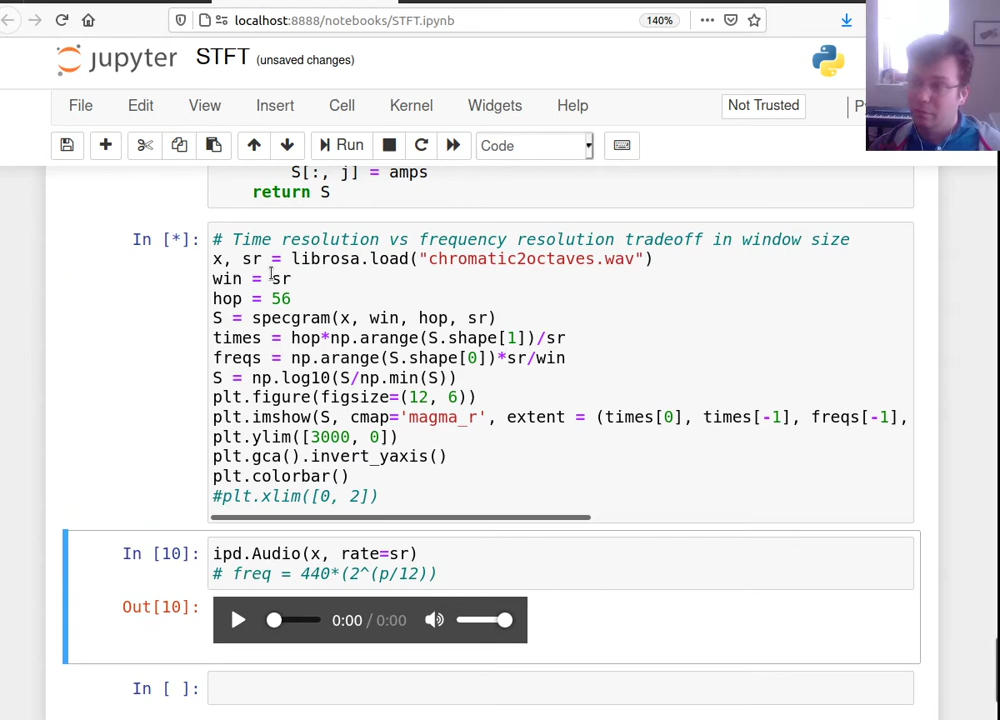 localhost:8888/notebooks/STFT.ipynb 140%
jupyter STFT (unsaved changes)
File Edit View Insert Cell Kernel Widgets Help Not Trusted P
Run Code
S[:, j] = amps
return S
In [*]: # Time resolution vs frequency resolution tradeoff in window size
x, sr = librosa.load("chromatic2octaves.wav")
win = sr
hop = 56
S = specgram(x, win, hop, sr)
times = hop*np.arange(S.shape[1])/sr
freqs = np.arange(S.shape[0])*sr/win
S = np.log10(S/np.min(S))
plt.figure(figsize=(12, 6))
plt.imshow(S, cmap='magma_r', extent = (times[0], times[-1], freqs[-1],
plt.ylim([3000, 0])
plt.gca().invert_yaxis()
plt.colorbar()
#plt.xlim([0, 2])
In [10]: ipd.Audio(x, rate=sr)
# freq = 440*(2^(p/12))
Out[10]: 0:00 / 0:00
In [ ]: